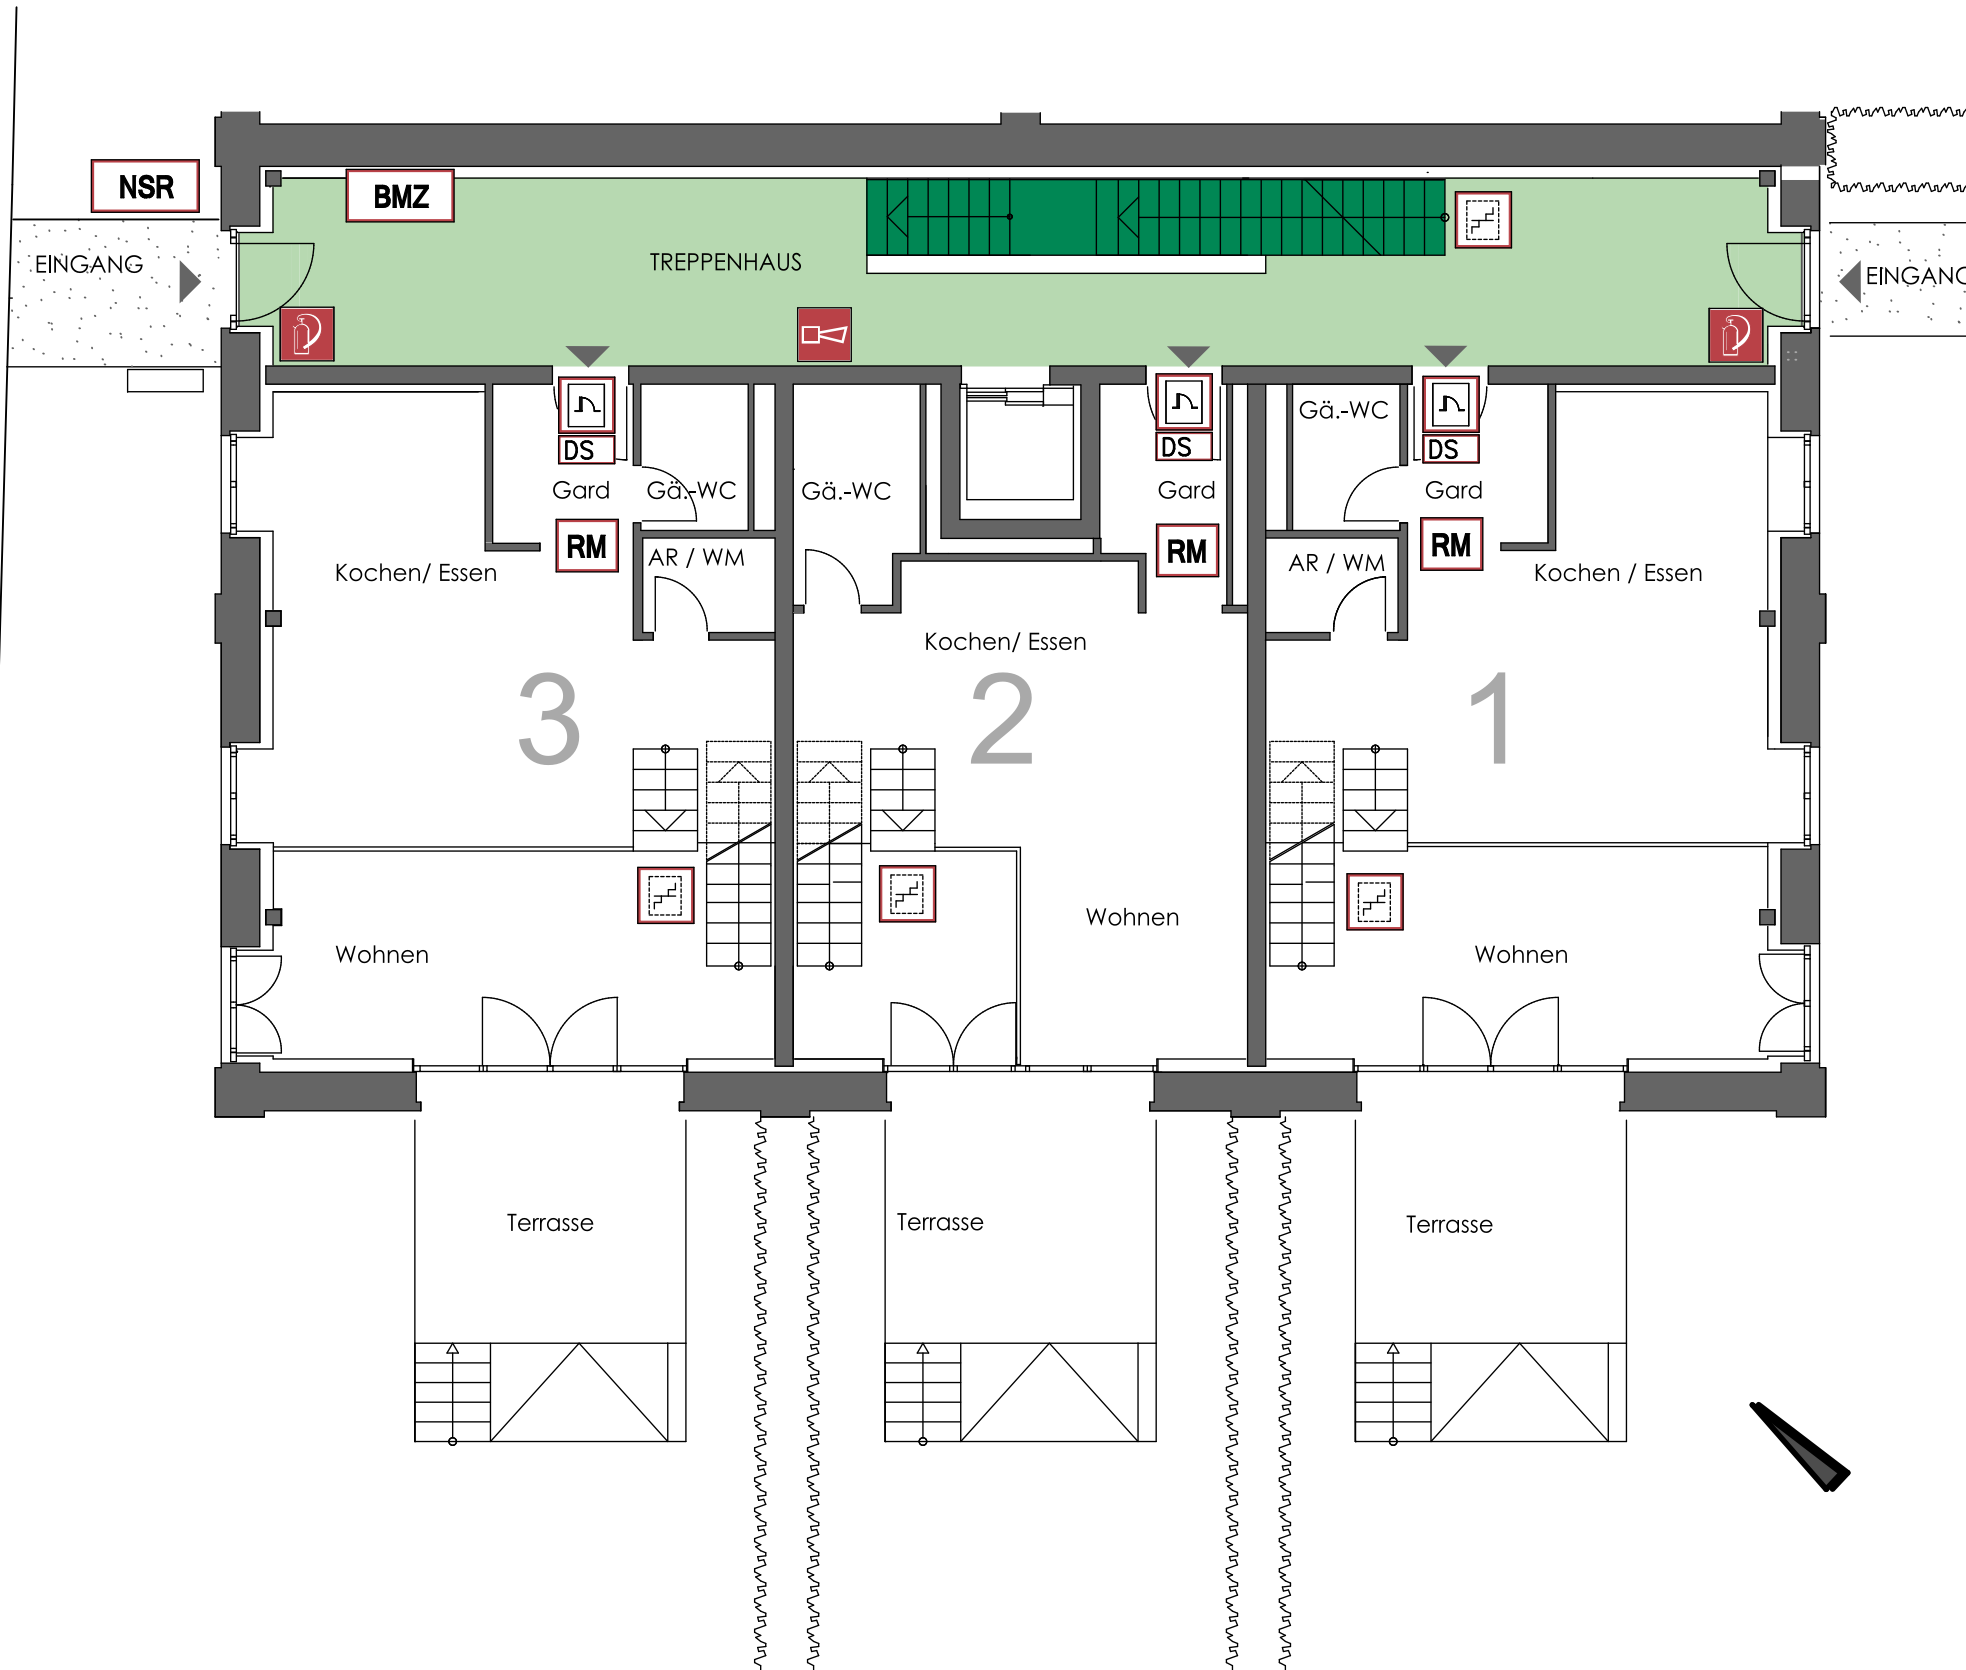 NSR
BMZ
EINGANG
TREPPENHAUS
EINGANG
DS
DS
DS
Gä.-WC
Gard
Gä.-WC
Gä.-WC
Gard
Gard
RM
RM
RM
AR / WM
AR / WM
Kochen/ Essen
Kochen / Essen
Kochen/ Essen
3
2
1
Wohnen
Wohnen
Wohnen
Terrasse
Terrasse
Terrasse